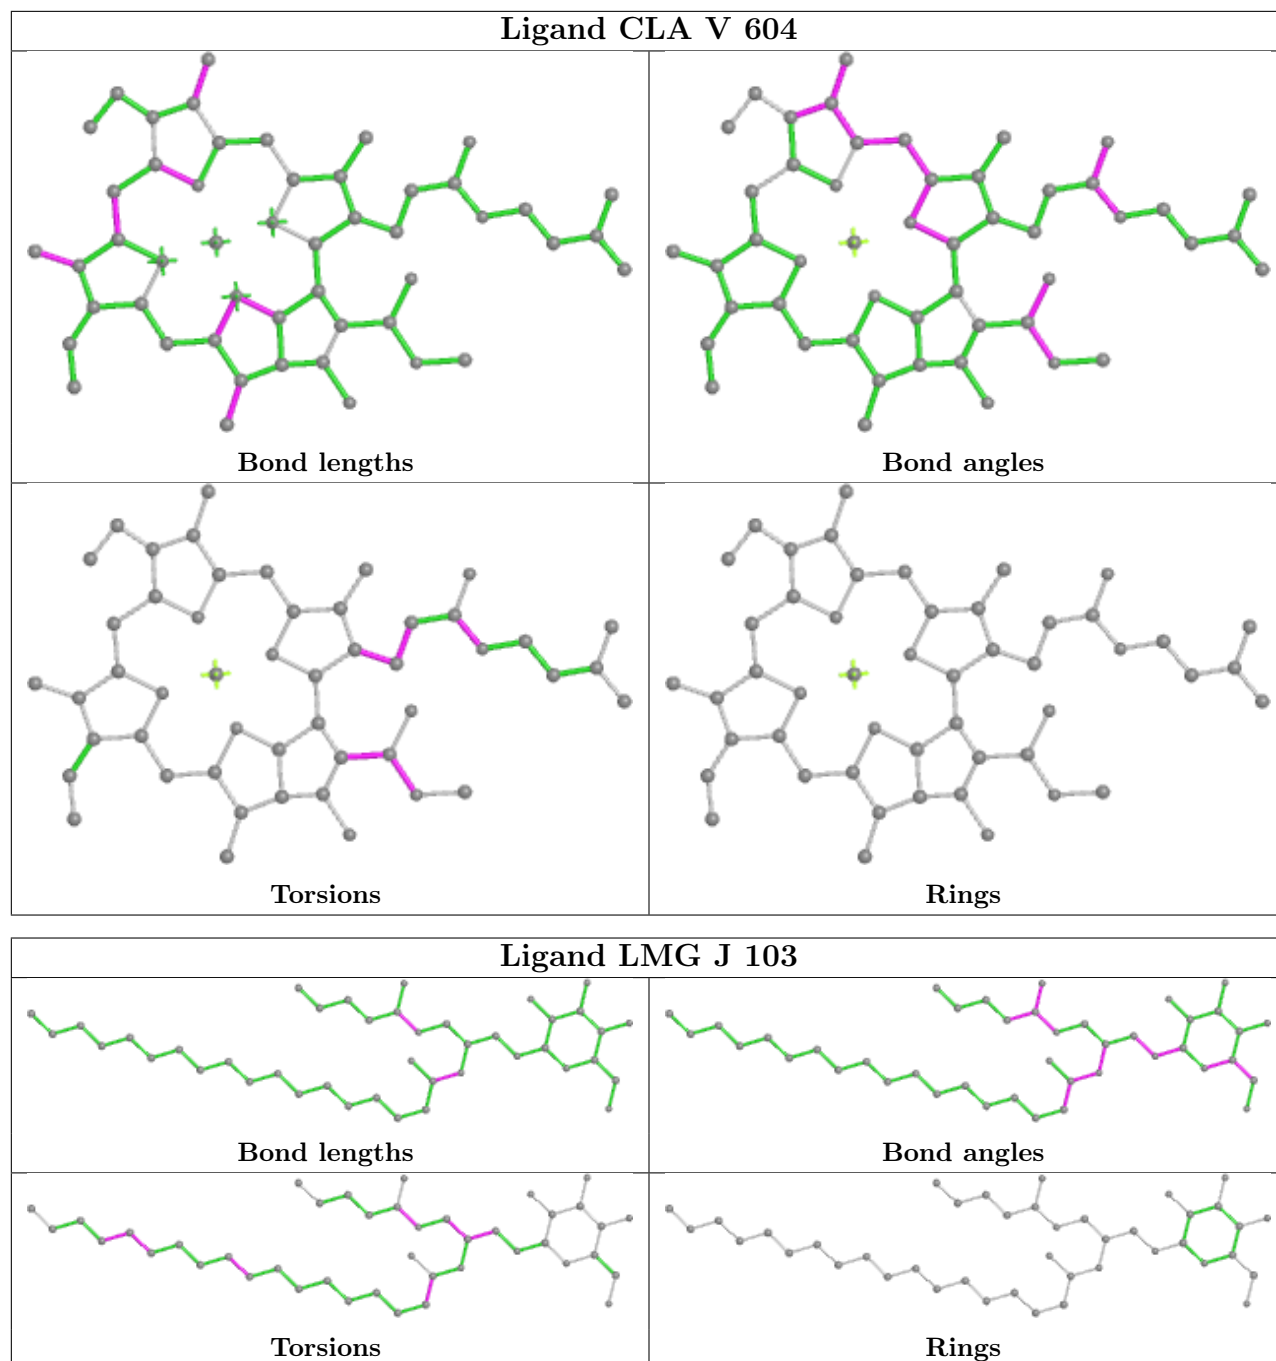 Ligand CLA V 604
Bond lengths
Bond angles
Torsions
Rings
Ligand LMG J 103
Bond lengths
Bond angles
Torsions
Rings